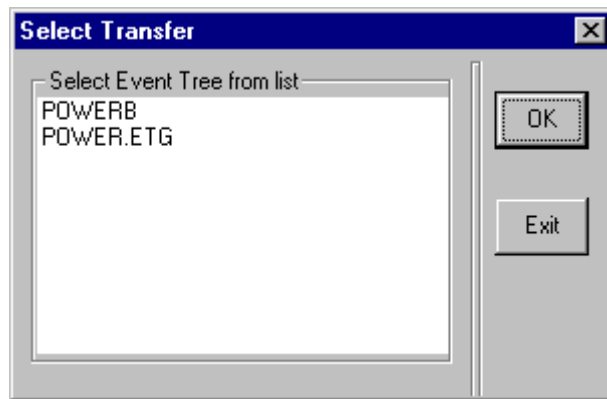 Select Transfer
Select Event Tree from list
POWERB
POWER.ETG
OK
Exit